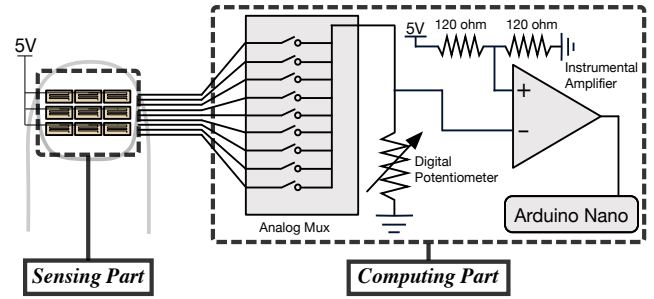 5V
5V
120 ohm
120 ohm
Instrumental
Amplifier
+
−
Digital
Potentiometer
Analog Mux
Arduino Nano
Sensing Part
Computing Part